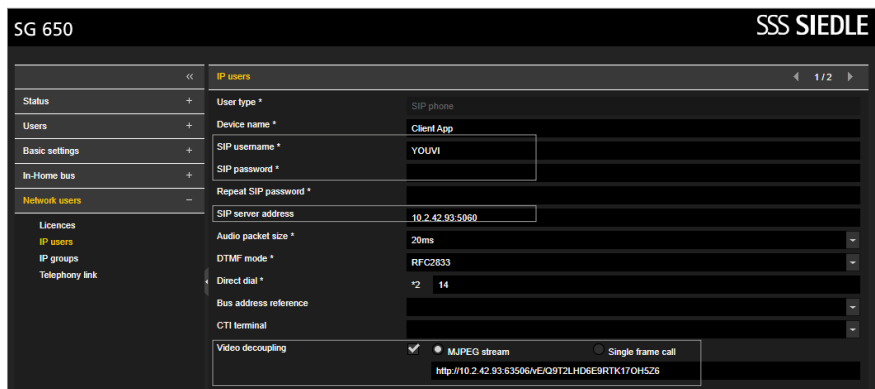 SG 650
SSS SIEDLE
«
IP users
1 / 2
Status +
Users +
Basic settings +
In-Home bus +
Network users −
Licences
IP users
IP groups
Telephony link
User type * SIP phone
Device name * Client App
SIP username * YOUVI
SIP password *
Repeat SIP password *
SIP server address 10.2.42.93:5060
Audio packet size * 20ms
DTMF mode * RFC2833
Direct dial * *2 14
Bus address reference
CTI terminal
Video decoupling MJPEG stream Single frame call
http://10.2.42.93:63506/vE/Q9T2LHD6E9RTK17OH5Z6